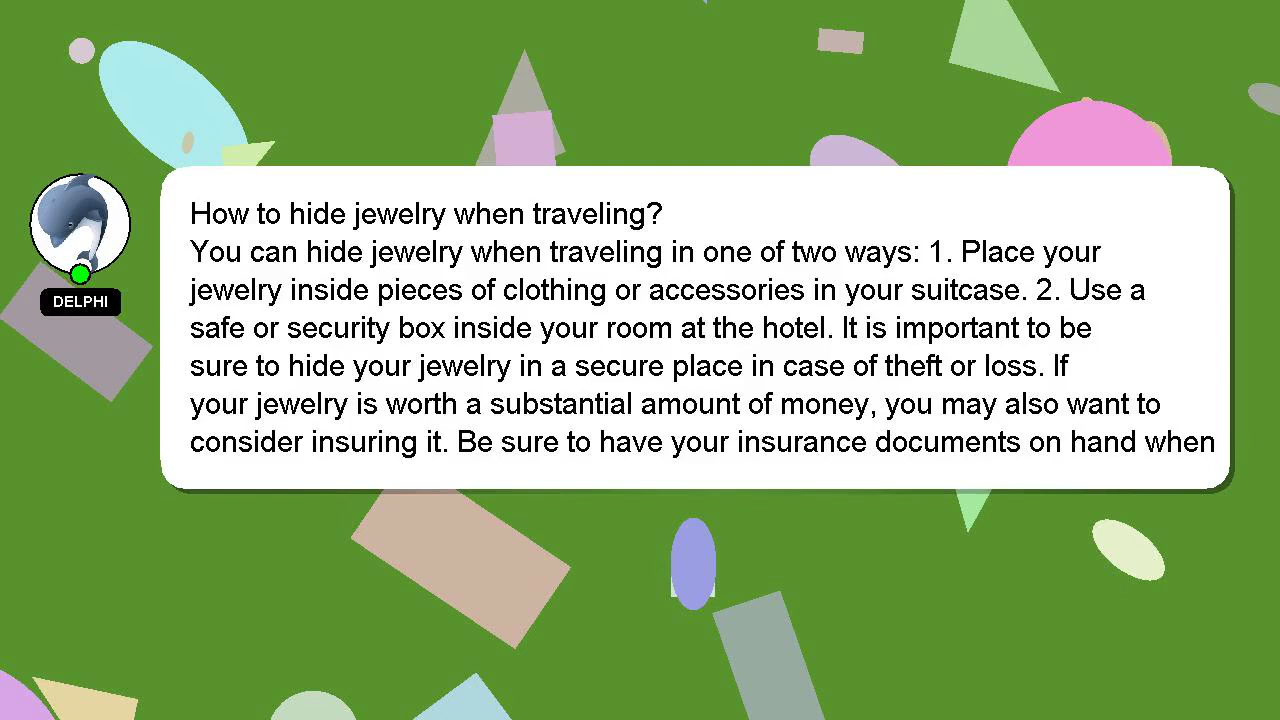 How to hide jewelry when traveling?
You can hide jewelry when traveling in one of two ways: 1. Place your
jewelry inside pieces of clothing or accessories in your suitcase. 2. Use a
safe or security box inside your room at the hotel. It is important to be
sure to hide your jewelry in a secure place in case of theft or loss. If
your jewelry is worth a substantial amount of money, you may also want to
consider insuring it. Be sure to have your insurance documents on hand when
DELPHI